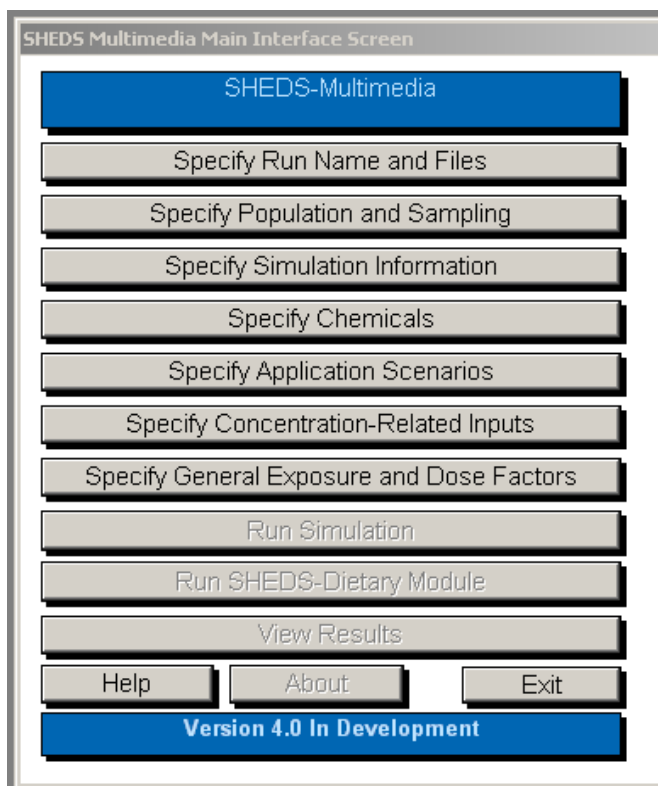 SHEDS Multimedia Main Interface Screen
SHEDS-Multimedia
Specify Run Name and Files
Specify Population and Sampling
Specify Simulation Information
Specify Chemicals
Specify Application Scenarios
Specify Concentration-Related Inputs
Specify General Exposure and Dose Factors
Run Simulation
Run SHEDS-Dietary Module
View Results
Help About Exit
Version 4.0 In Development